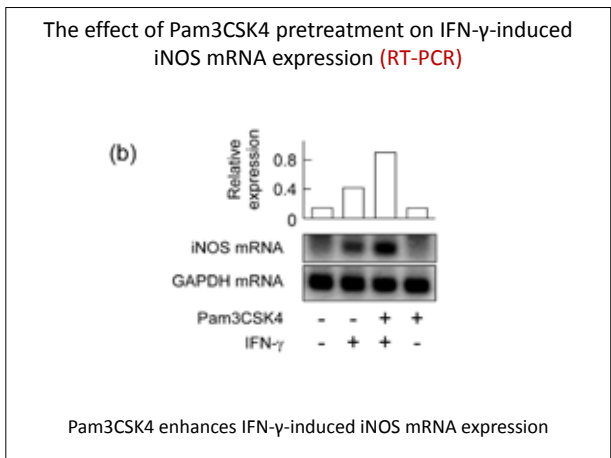 The effect of Pam3CSK4 pretreatment on IFN-γ-induced
iNOS mRNA expression (RT-PCR)
(b)
Relative
expression
0.8
0.4
0
iNOS mRNA
GAPDH mRNA
Pam3CSK4 - - + +
IFN-γ - + + -
Pam3CSK4 enhances IFN-γ-induced iNOS mRNA expression